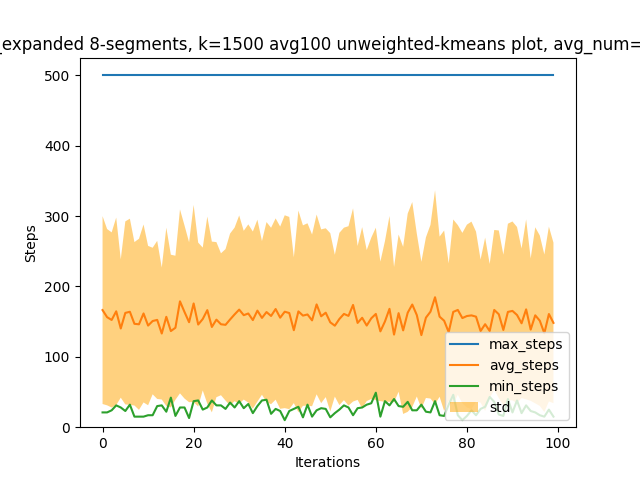 _expanded 8-segments, k=1500 avg100 unweighted-kmeans plot, avg_num=
500
400
300
200
100
0
Steps
0 20 40 60 80 100
Iterations
max_steps
avg_steps
min_steps
std